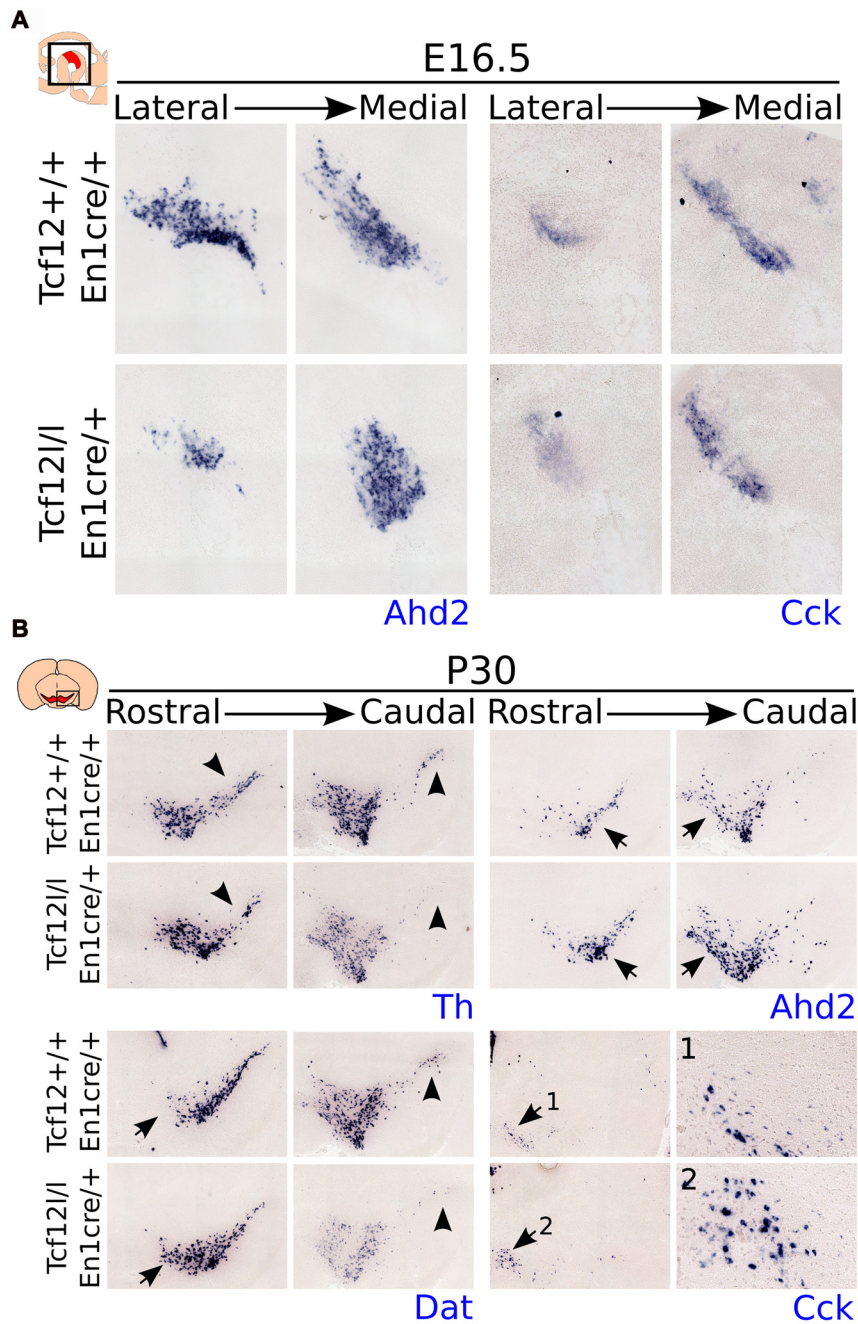 A
E16.5
Lateral Medial Lateral Medial
Tcf12+/+
En1cre/+
Tcf12l/l
En1cre/+
Ahd2 Cck
B
P30
Rostral Caudal Rostral Caudal
Tcf12+/+
En1cre/+
Tcf12l/l
En1cre/+
Th Ahd2
Tcf12+/+
En1cre/+
1 1
Tcf12l/l
En1cre/+
2 2
Dat Cck